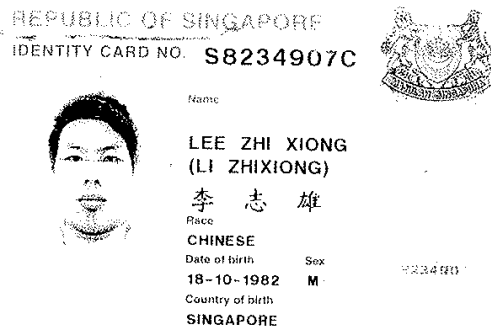 REPUBLIC OF SINGAPORE
IDENTITY CARD NO. S8234907C
Name
LEE ZHI XIONG
(LI ZHIXIONG)
李 志 雄
Race
CHINESE
Date of birth Sex
18-10-1982 M
Country of birth
SINGAPORE